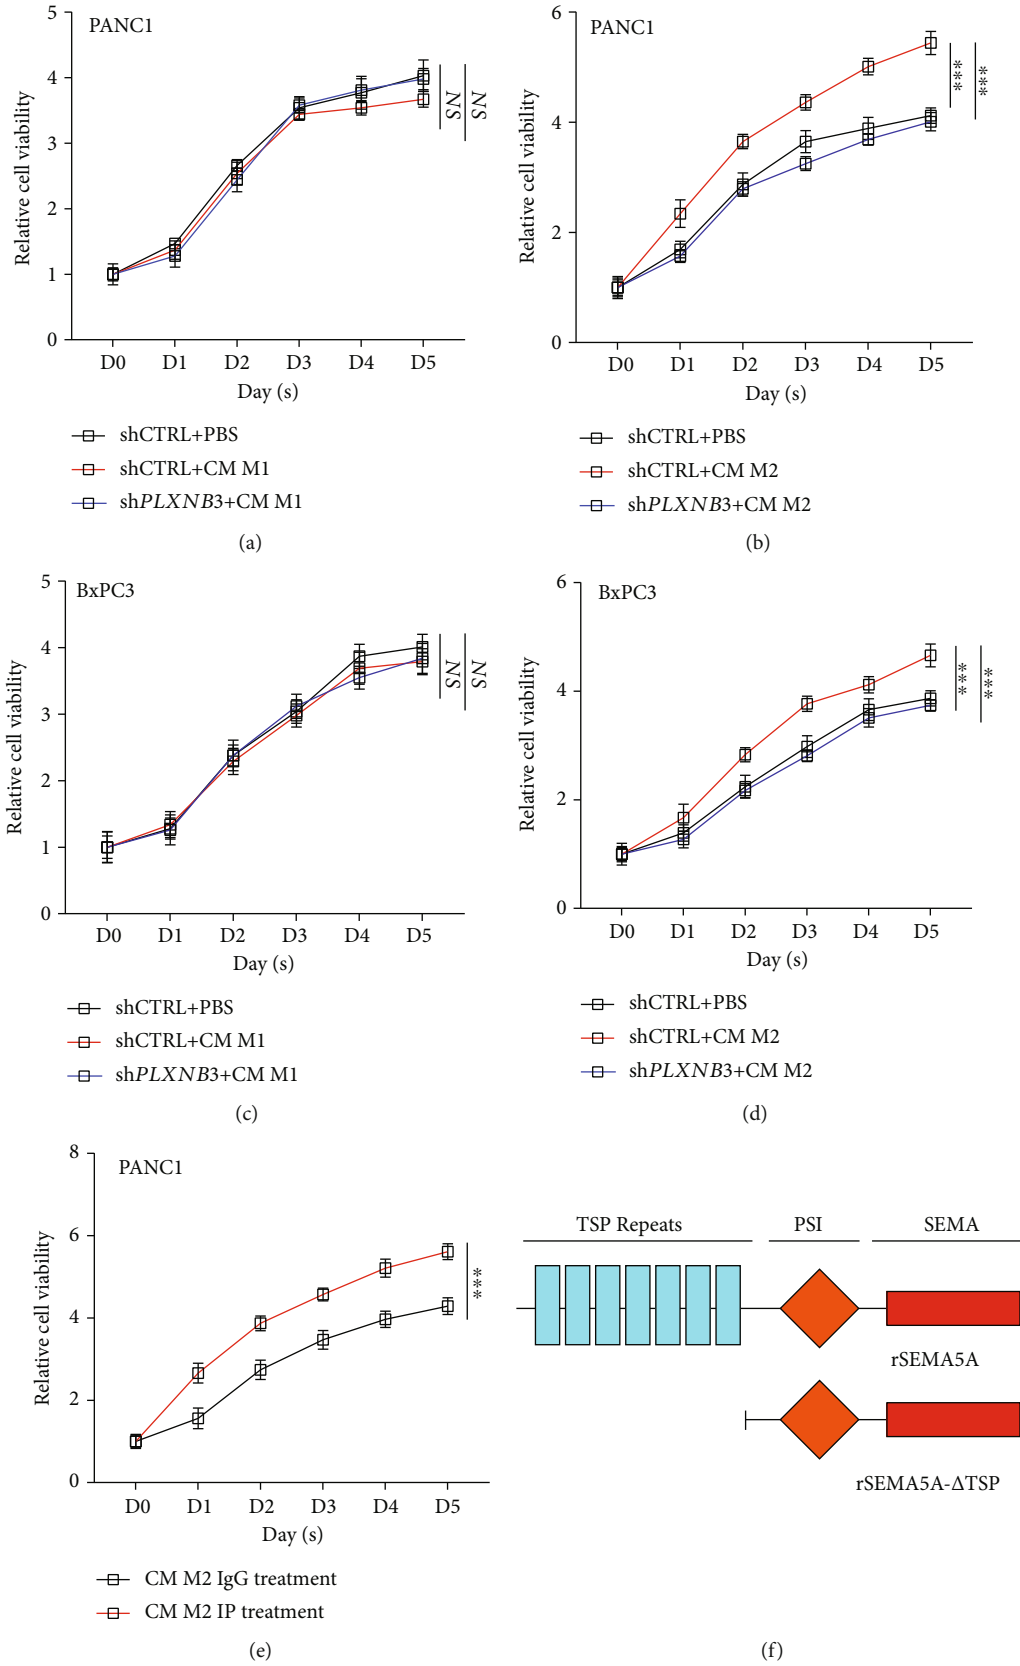 PANC1
Relative cell viability
5
4
3
2
1
0
D0 D1 D2 D3 D4 D5
Day (s)
NS
NS
shCTRL+PBS
shCTRL+CM M1
shPLXNB3+CM M1
(a)
PANC1
Relative cell viability
6
4
2
0
D0 D1 D2 D3 D4 D5
Day (s)
***
***
shCTRL+PBS
shCTRL+CM M2
shPLXNB3+CM M2
(b)
BxPC3
Relative cell viability
5
4
3
2
1
0
D0 D1 D2 D3 D4 D5
Day (s)
NS
NS
shCTRL+PBS
shCTRL+CM M1
shPLXNB3+CM M1
(c)
BxPC3
Relative cell viability
6
4
2
0
D0 D1 D2 D3 D4 D5
Day (s)
***
***
shCTRL+PBS
shCTRL+CM M2
shPLXNB3+CM M2
(d)
PANC1
Relative cell viability
8
6
4
2
0
D0 D1 D2 D3 D4 D5
Day (s)
***
CM M2 IgG treatment
CM M2 IP treatment
(e)
TSP Repeats PSI SEMA
rSEMA5A
rSEMA5A-ΔTSP
(f)